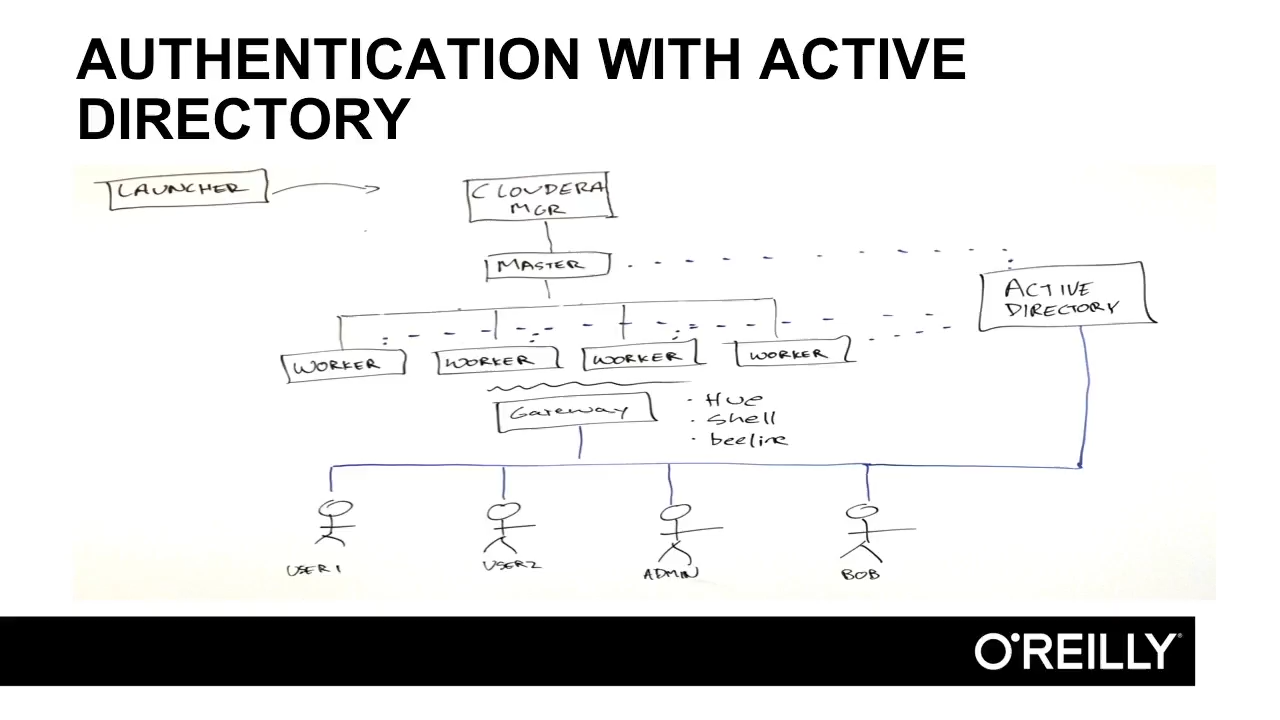 AUTHENTICATION WITH ACTIVE
DIRECTORY
LAUNCHER
CLOUDERA
MGR
MASTER
ACTIVE
DIRECTORY
WORKER
WORKER
WORKER
WORKER
Gateway
· Hue
· Shell
· beeline
USER1
USER2
ADMIN
BOB
O'REILLY®